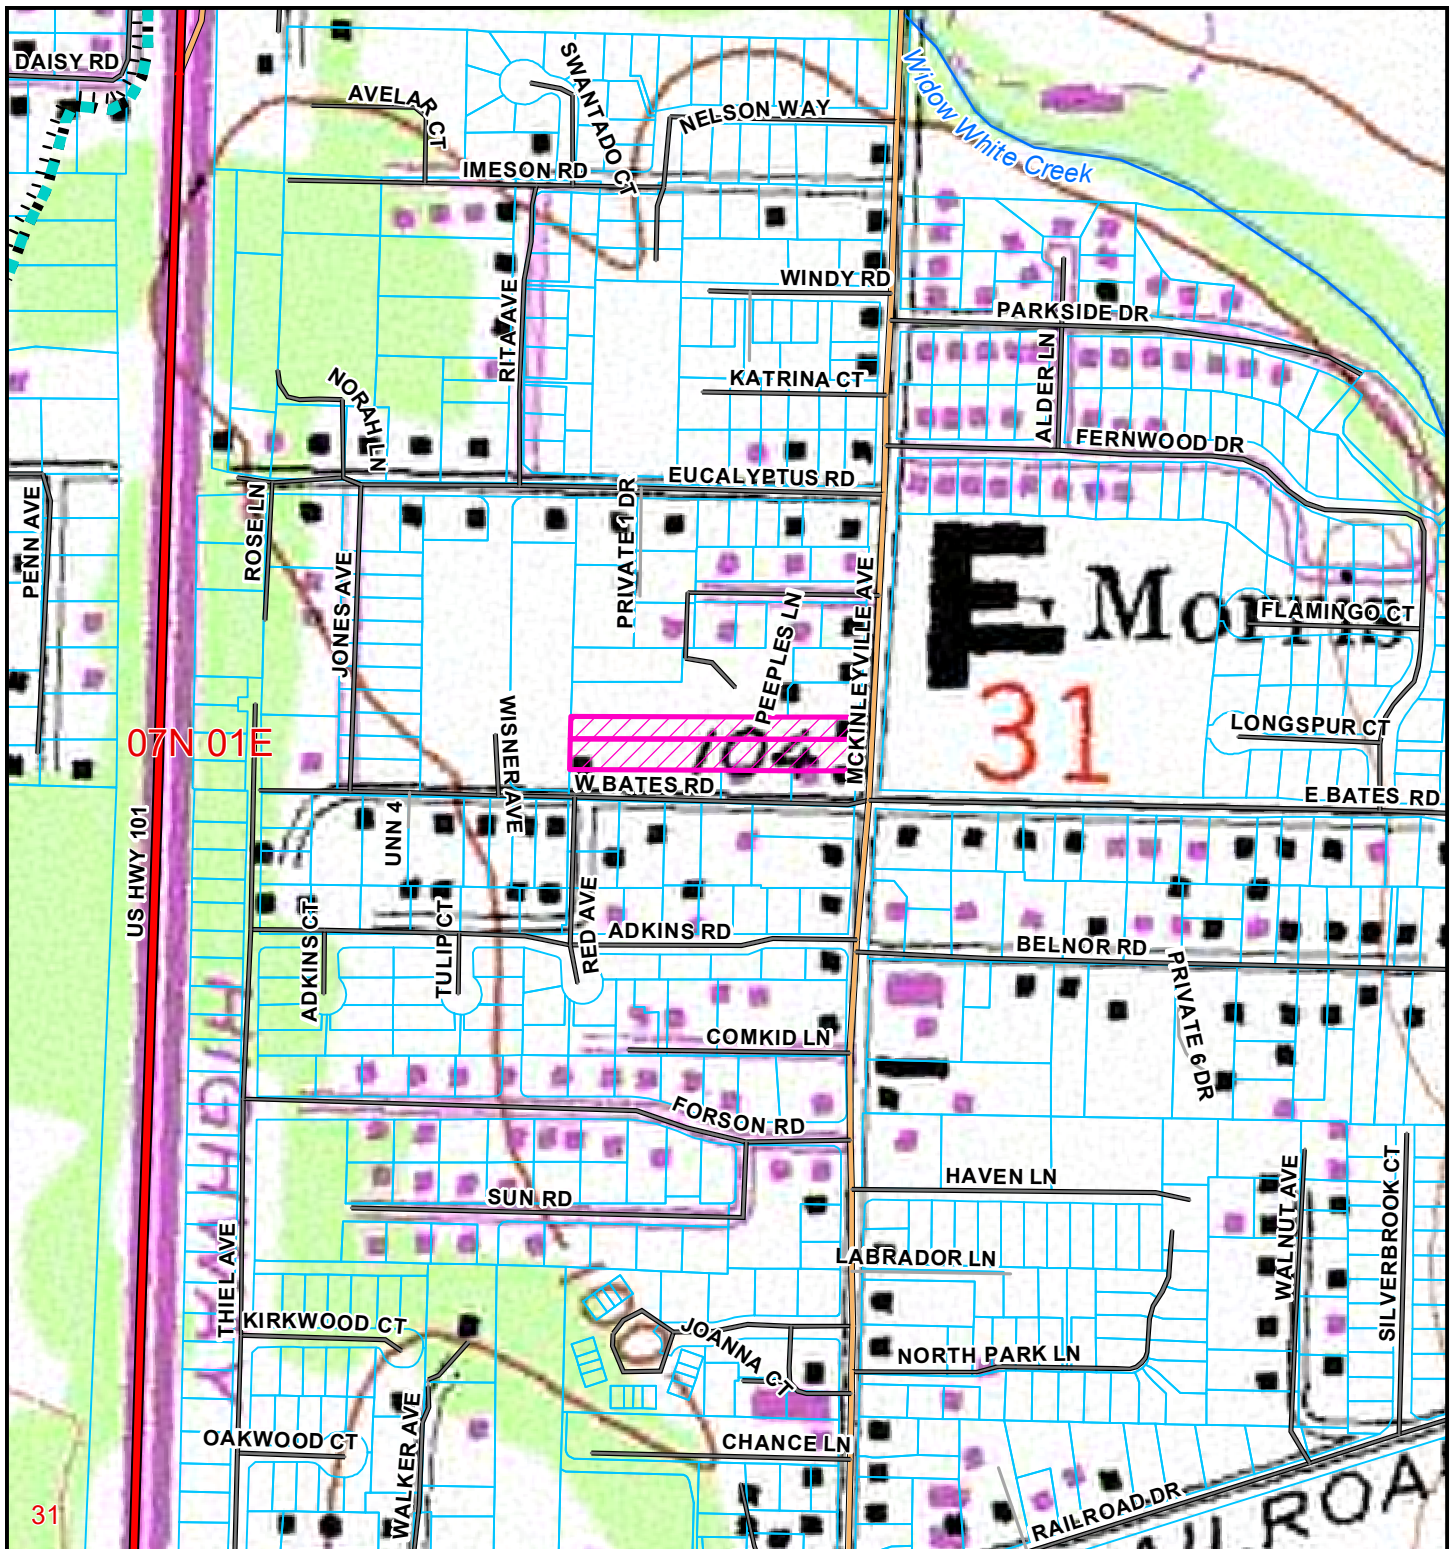 DAISY RD
AVELAR CT
SWANTADO CT
NELSON WAY
Widow White Creek
IMESON RD
WINDY RD
RITA AVE
PARKSIDE DR
ALDER LN
NORAH LN
KATRINA CT
FERNWOOD DR
EUCALYPTUS RD
PENN AVE
ROSE LN
JONES AVE
PRIVATE 1 DR
PEEPLES LN
MCKINLEYVILLE AVE
E Morris
FLAMINGO CT
31
07N 01E
WISNER AVE
104
LONGSPUR CT
W BATES RD
E BATES RD
US HWY 101
UNN 4
RED AVE
ADKINS CT
TULIP CT
ADKINS RD
BELNOR RD
PRIVATE 6 DR
HIGHWAY
COMKID LN
FORSON RD
SUN RD
HAVEN LN
WALNUT AVE
SILVERBROOK CT
THIEL AVE
LABRADOR LN
KIRKWOOD CT
JOANNA CT
NORTH PARK LN
OAKWOOD CT
WALKER AVE
CHANCE LN
31
RAILROAD DR